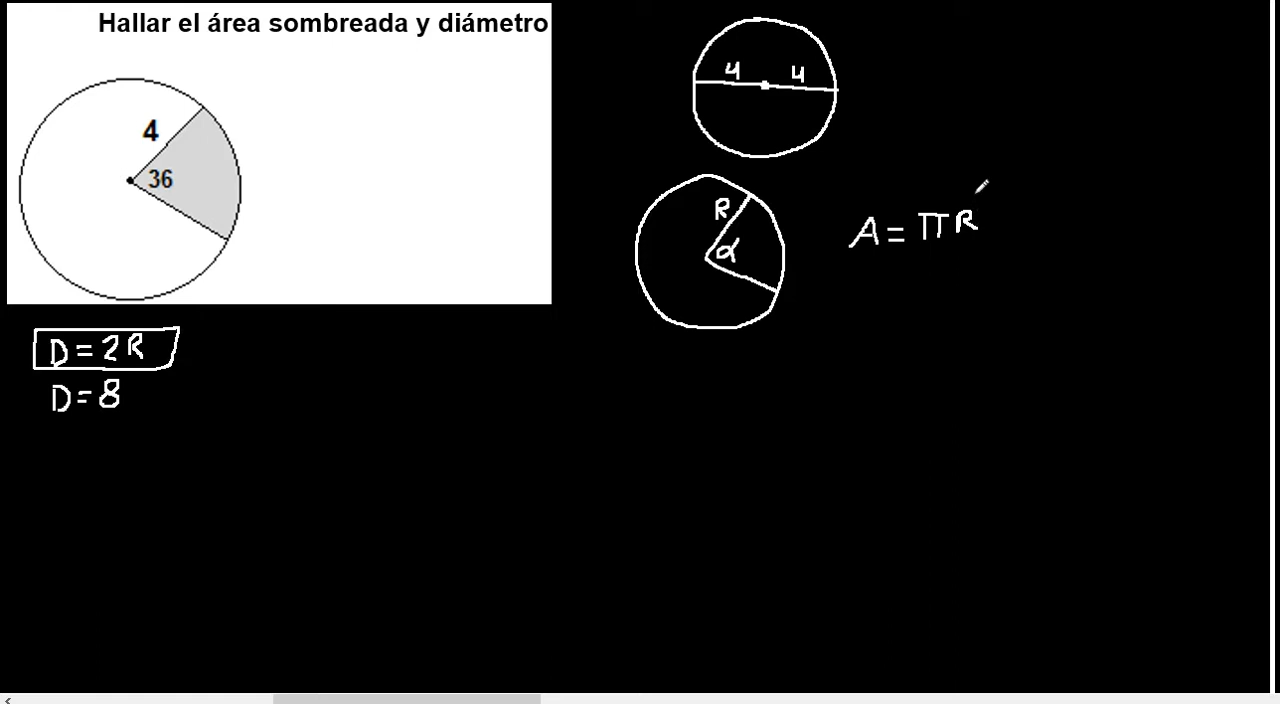 Hallar el área sombreada y diámetro
4
36
D = 2R
D = 8
4 4
R
α
A = πR